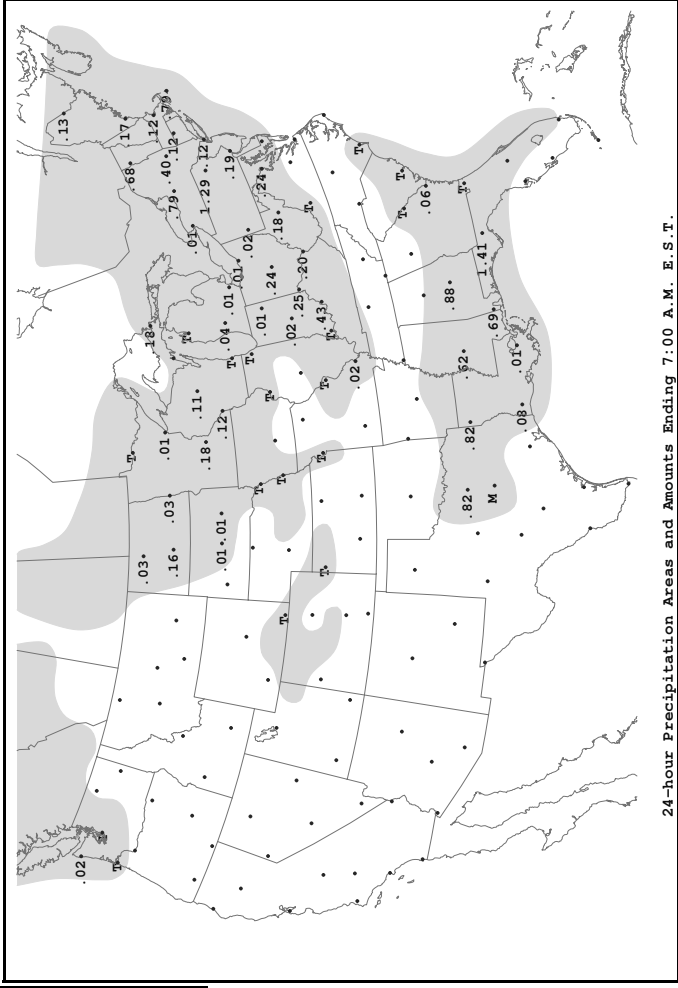 .13
.02
T
.17
.68
T
.03
.18
.12
.01
.40
.79
.03
.12
.16
.79
T
.01
.11
.12
1.29
.18
.01 .01
.12
.04
.01
.19
T
.01
.02
T
T
.01
.24
T
.24
.18
T
T
.02
.25
.20
T
T
.43
T
T
T
.02
T
T
T
.06
.88
T
.62
.82
.82
1.41
M
.69
.01
.08
24-hour Precipitation Areas and Amounts Ending 7:00 A.M. E.S.T.